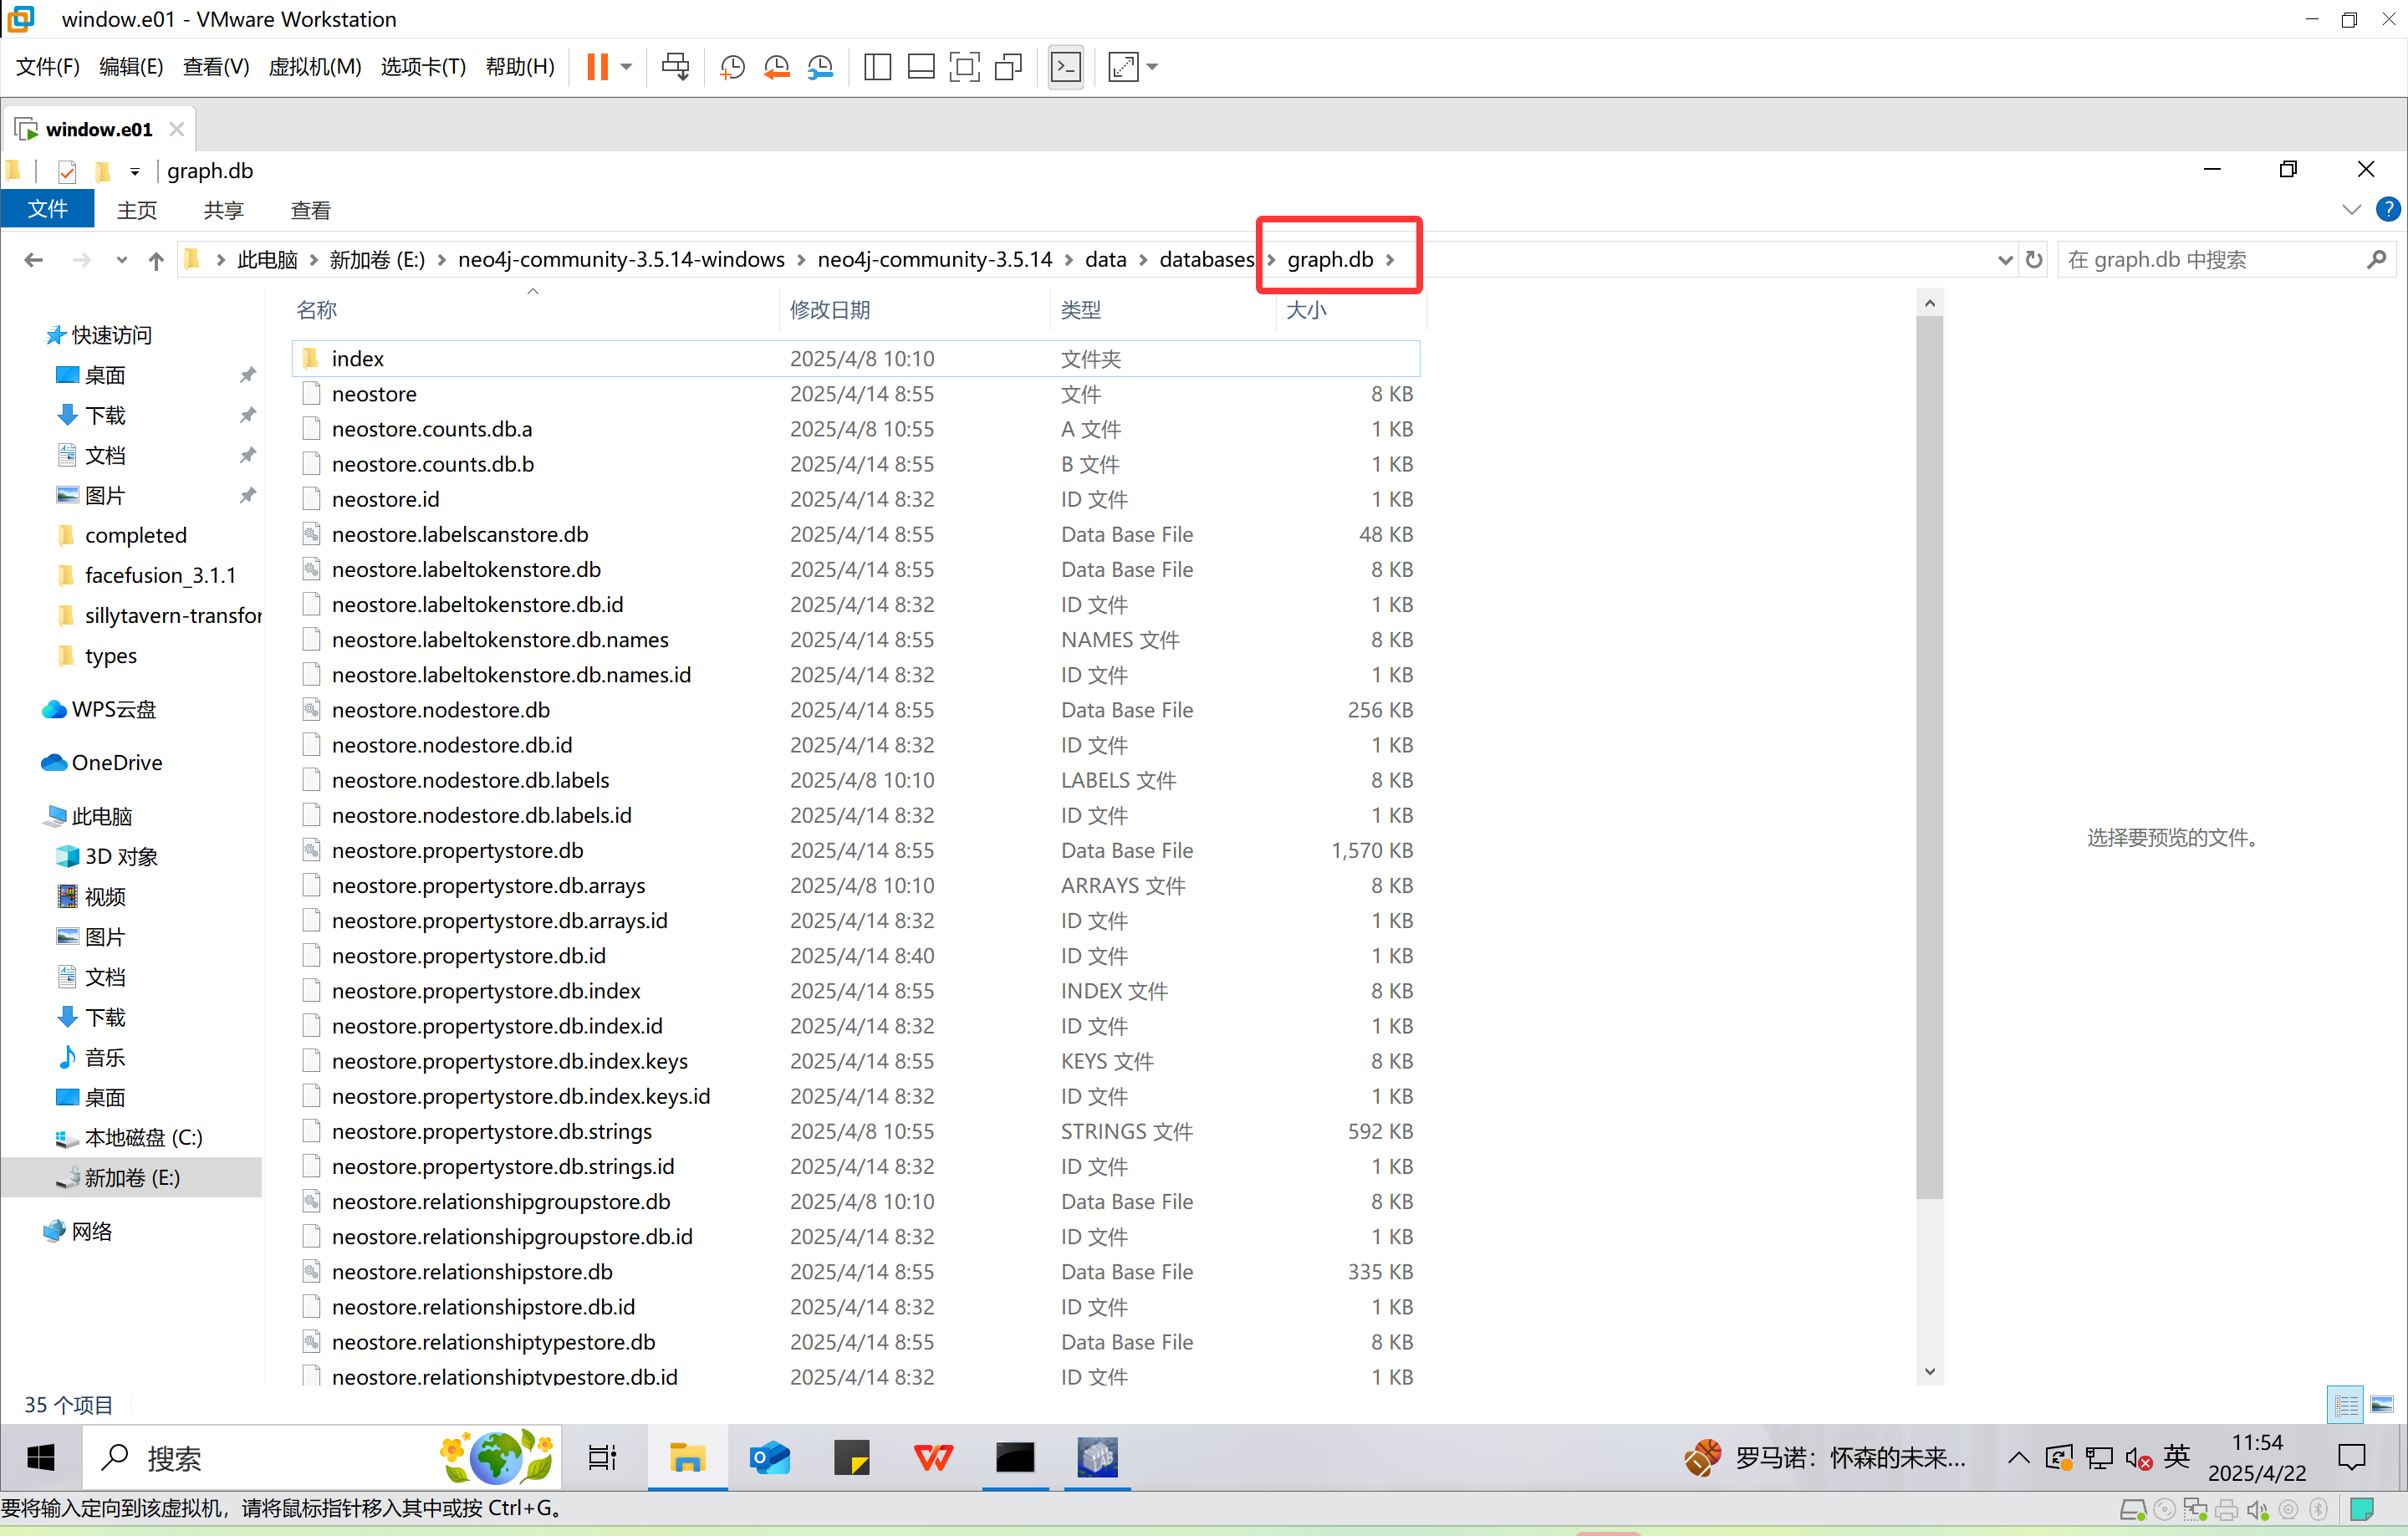 window.e01 - VMware Workstation
文件(F) 编辑(E) 查看(V) 虚拟机(M) 选项卡(T) 帮助(H)
window.e01
graph.db
文件 主页 共享 查看
此电脑 新加卷 (E:) neo4j-community-3.5.14-windows neo4j-community-3.5.14 data databases graph.db 在 graph.db 中搜索
名称 修改日期 类型 大小
快速访问
桌面
下载
文档
图片
completed
facefusion_3.1.1
sillytavern-transfor
types
WPS云盘
OneDrive
此电脑
3D 对象
视频
图片
文档
下载
音乐
桌面
本地磁盘 (C:)
新加卷 (E:)
网络
index 2025/4/8 10:10 文件夹
neostore 2025/4/14 8:55 文件 8 KB
neostore.counts.db.a 2025/4/8 10:55 A 文件 1 KB
neostore.counts.db.b 2025/4/14 8:55 B 文件 1 KB
neostore.id 2025/4/14 8:32 ID 文件 1 KB
neostore.labelscanstore.db 2025/4/14 8:55 Data Base File 48 KB
neostore.labeltokenstore.db 2025/4/14 8:55 Data Base File 8 KB
neostore.labeltokenstore.db.id 2025/4/14 8:32 ID 文件 1 KB
neostore.labeltokenstore.db.names 2025/4/14 8:55 NAMES 文件 8 KB
neostore.labeltokenstore.db.names.id 2025/4/14 8:32 ID 文件 1 KB
neostore.nodestore.db 2025/4/14 8:55 Data Base File 256 KB
neostore.nodestore.db.id 2025/4/14 8:32 ID 文件 1 KB
neostore.nodestore.db.labels 2025/4/8 10:10 LABELS 文件 8 KB
neostore.nodestore.db.labels.id 2025/4/14 8:32 ID 文件 1 KB
neostore.propertystore.db 2025/4/14 8:55 Data Base File 1,570 KB
neostore.propertystore.db.arrays 2025/4/8 10:10 ARRAYS 文件 8 KB
neostore.propertystore.db.arrays.id 2025/4/14 8:32 ID 文件 1 KB
neostore.propertystore.db.id 2025/4/14 8:40 ID 文件 1 KB
neostore.propertystore.db.index 2025/4/14 8:55 INDEX 文件 8 KB
neostore.propertystore.db.index.id 2025/4/14 8:32 ID 文件 1 KB
neostore.propertystore.db.index.keys 2025/4/14 8:55 KEYS 文件 8 KB
neostore.propertystore.db.index.keys.id 2025/4/14 8:32 ID 文件 1 KB
neostore.propertystore.db.strings 2025/4/8 10:55 STRINGS 文件 592 KB
neostore.propertystore.db.strings.id 2025/4/14 8:32 ID 文件 1 KB
neostore.relationshipgroupstore.db 2025/4/8 10:10 Data Base File 8 KB
neostore.relationshipgroupstore.db.id 2025/4/14 8:32 ID 文件 1 KB
neostore.relationshipstore.db 2025/4/14 8:55 Data Base File 335 KB
neostore.relationshipstore.db.id 2025/4/14 8:32 ID 文件 1 KB
neostore.relationshiptypestore.db 2025/4/14 8:55 Data Base File 8 KB
neostore.relationshiptypestore.db.id 2025/4/14 8:32 ID 文件 1 KB
选择要预览的文件。
35 个项目
搜索 罗马诺：怀森的未来... 英 11:54
2025/4/22
要将输入定向到该虚拟机，请将鼠标指针移入其中或按 Ctrl+G。